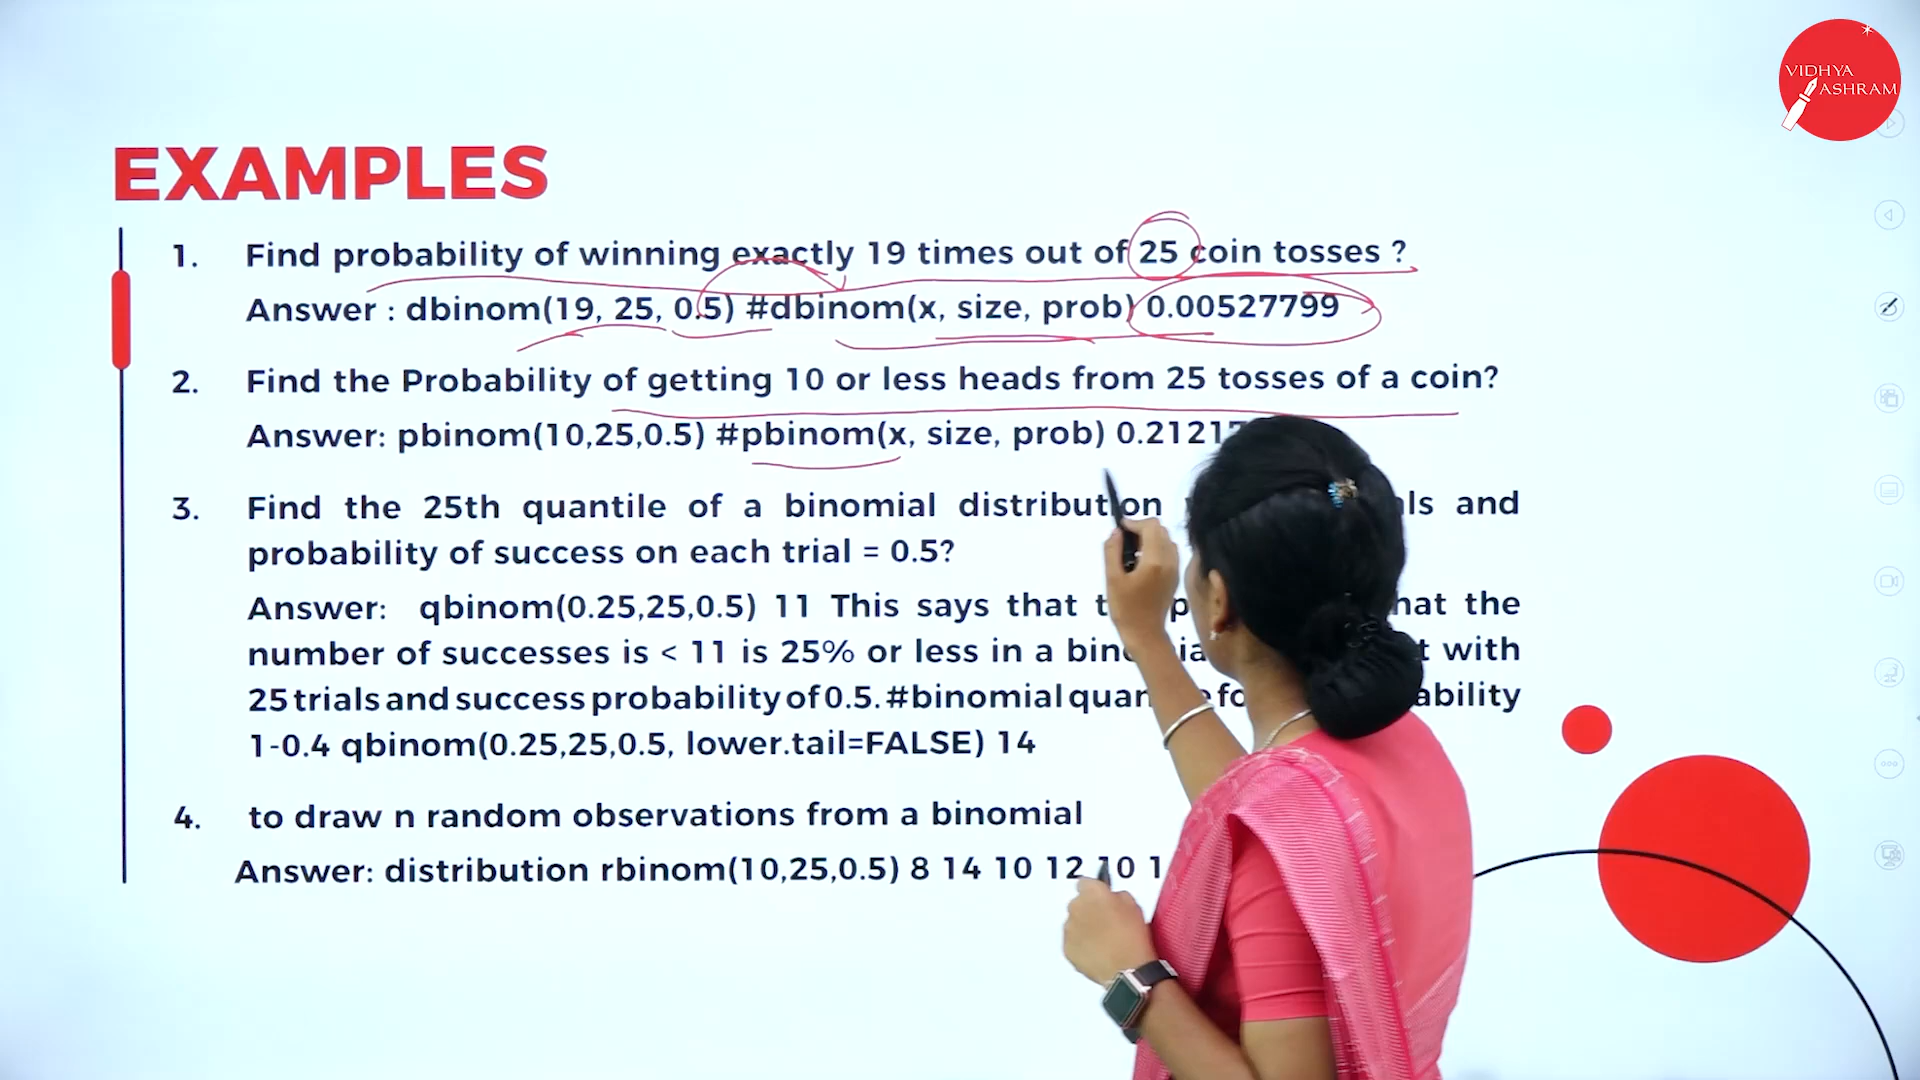 VIDHYA
ASHRAM
EXAMPLES
1. Find probability of winning exactly 19 times out of 25 coin tosses ?
Answer : dbinom(19, 25, 0.5) #dbinom(x, size, prob) 0.00527799
2. Find the Probability of getting 10 or less heads from 25 tosses of a coin?
Answer: pbinom(10,25,0.5) #pbinom(x, size, prob) 0.2121
3. Find the 25th quantile of a binomial distribution and
probability of success on each trial = 0.5?
Answer: qbinom(0.25,25,0.5) 11 This says that the
number of successes is < 11 is 25% or less in a with
25 trials and success probability of 0.5. #binomial
1-0.4 qbinom(0.25,25,0.5, lower.tail=FALSE) 14
4. to draw n random observations from a binomial
Answer: distribution rbinom(10,25,0.5) 8 14 10 12 10